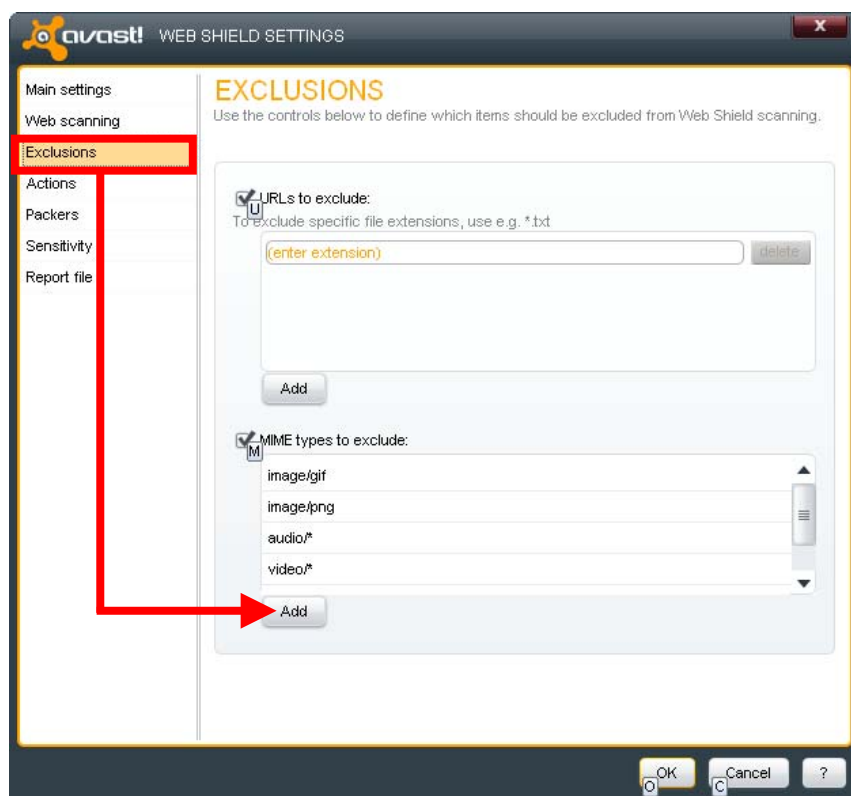 avast! WEB SHIELD SETTINGS
x
Main settings
Web scanning
Exclusions
Actions
Packers
Sensitivity
Report file
EXCLUSIONS
Use the controls below to define which items should be excluded from Web Shield scanning.
URLs to exclude:
U
To exclude specific file extensions, use e.g. *.txt
(enter extension)
delete
Add
MIME types to exclude:
M
image/gif
image/png
audio/*
video/*
Add
OK
O
Cancel
C
?